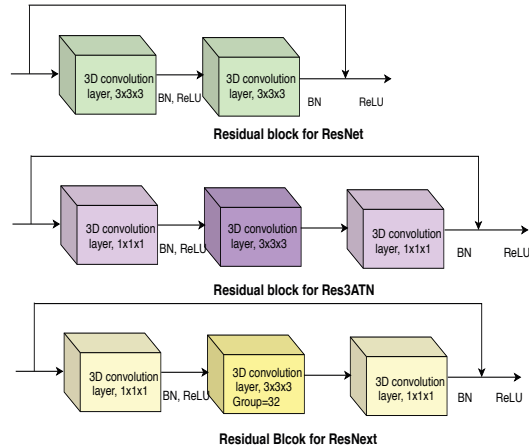 3D convolution
layer, 3x3x3
BN, ReLU
3D convolution
layer, 3x3x3
BN
ReLU
Residual block for ResNet
3D convolution
layer, 1x1x1
BN, ReLU
3D convolution
layer, 3x3x3
3D convolution
layer, 1x1x1
BN
ReLU
Residual block for Res3ATN
3D convolution
layer, 1x1x1
BN, ReLU
3D convolution
layer, 3x3x3
Group=32
3D convolution
layer, 1x1x1
BN
ReLU
Residual Blcok for ResNext